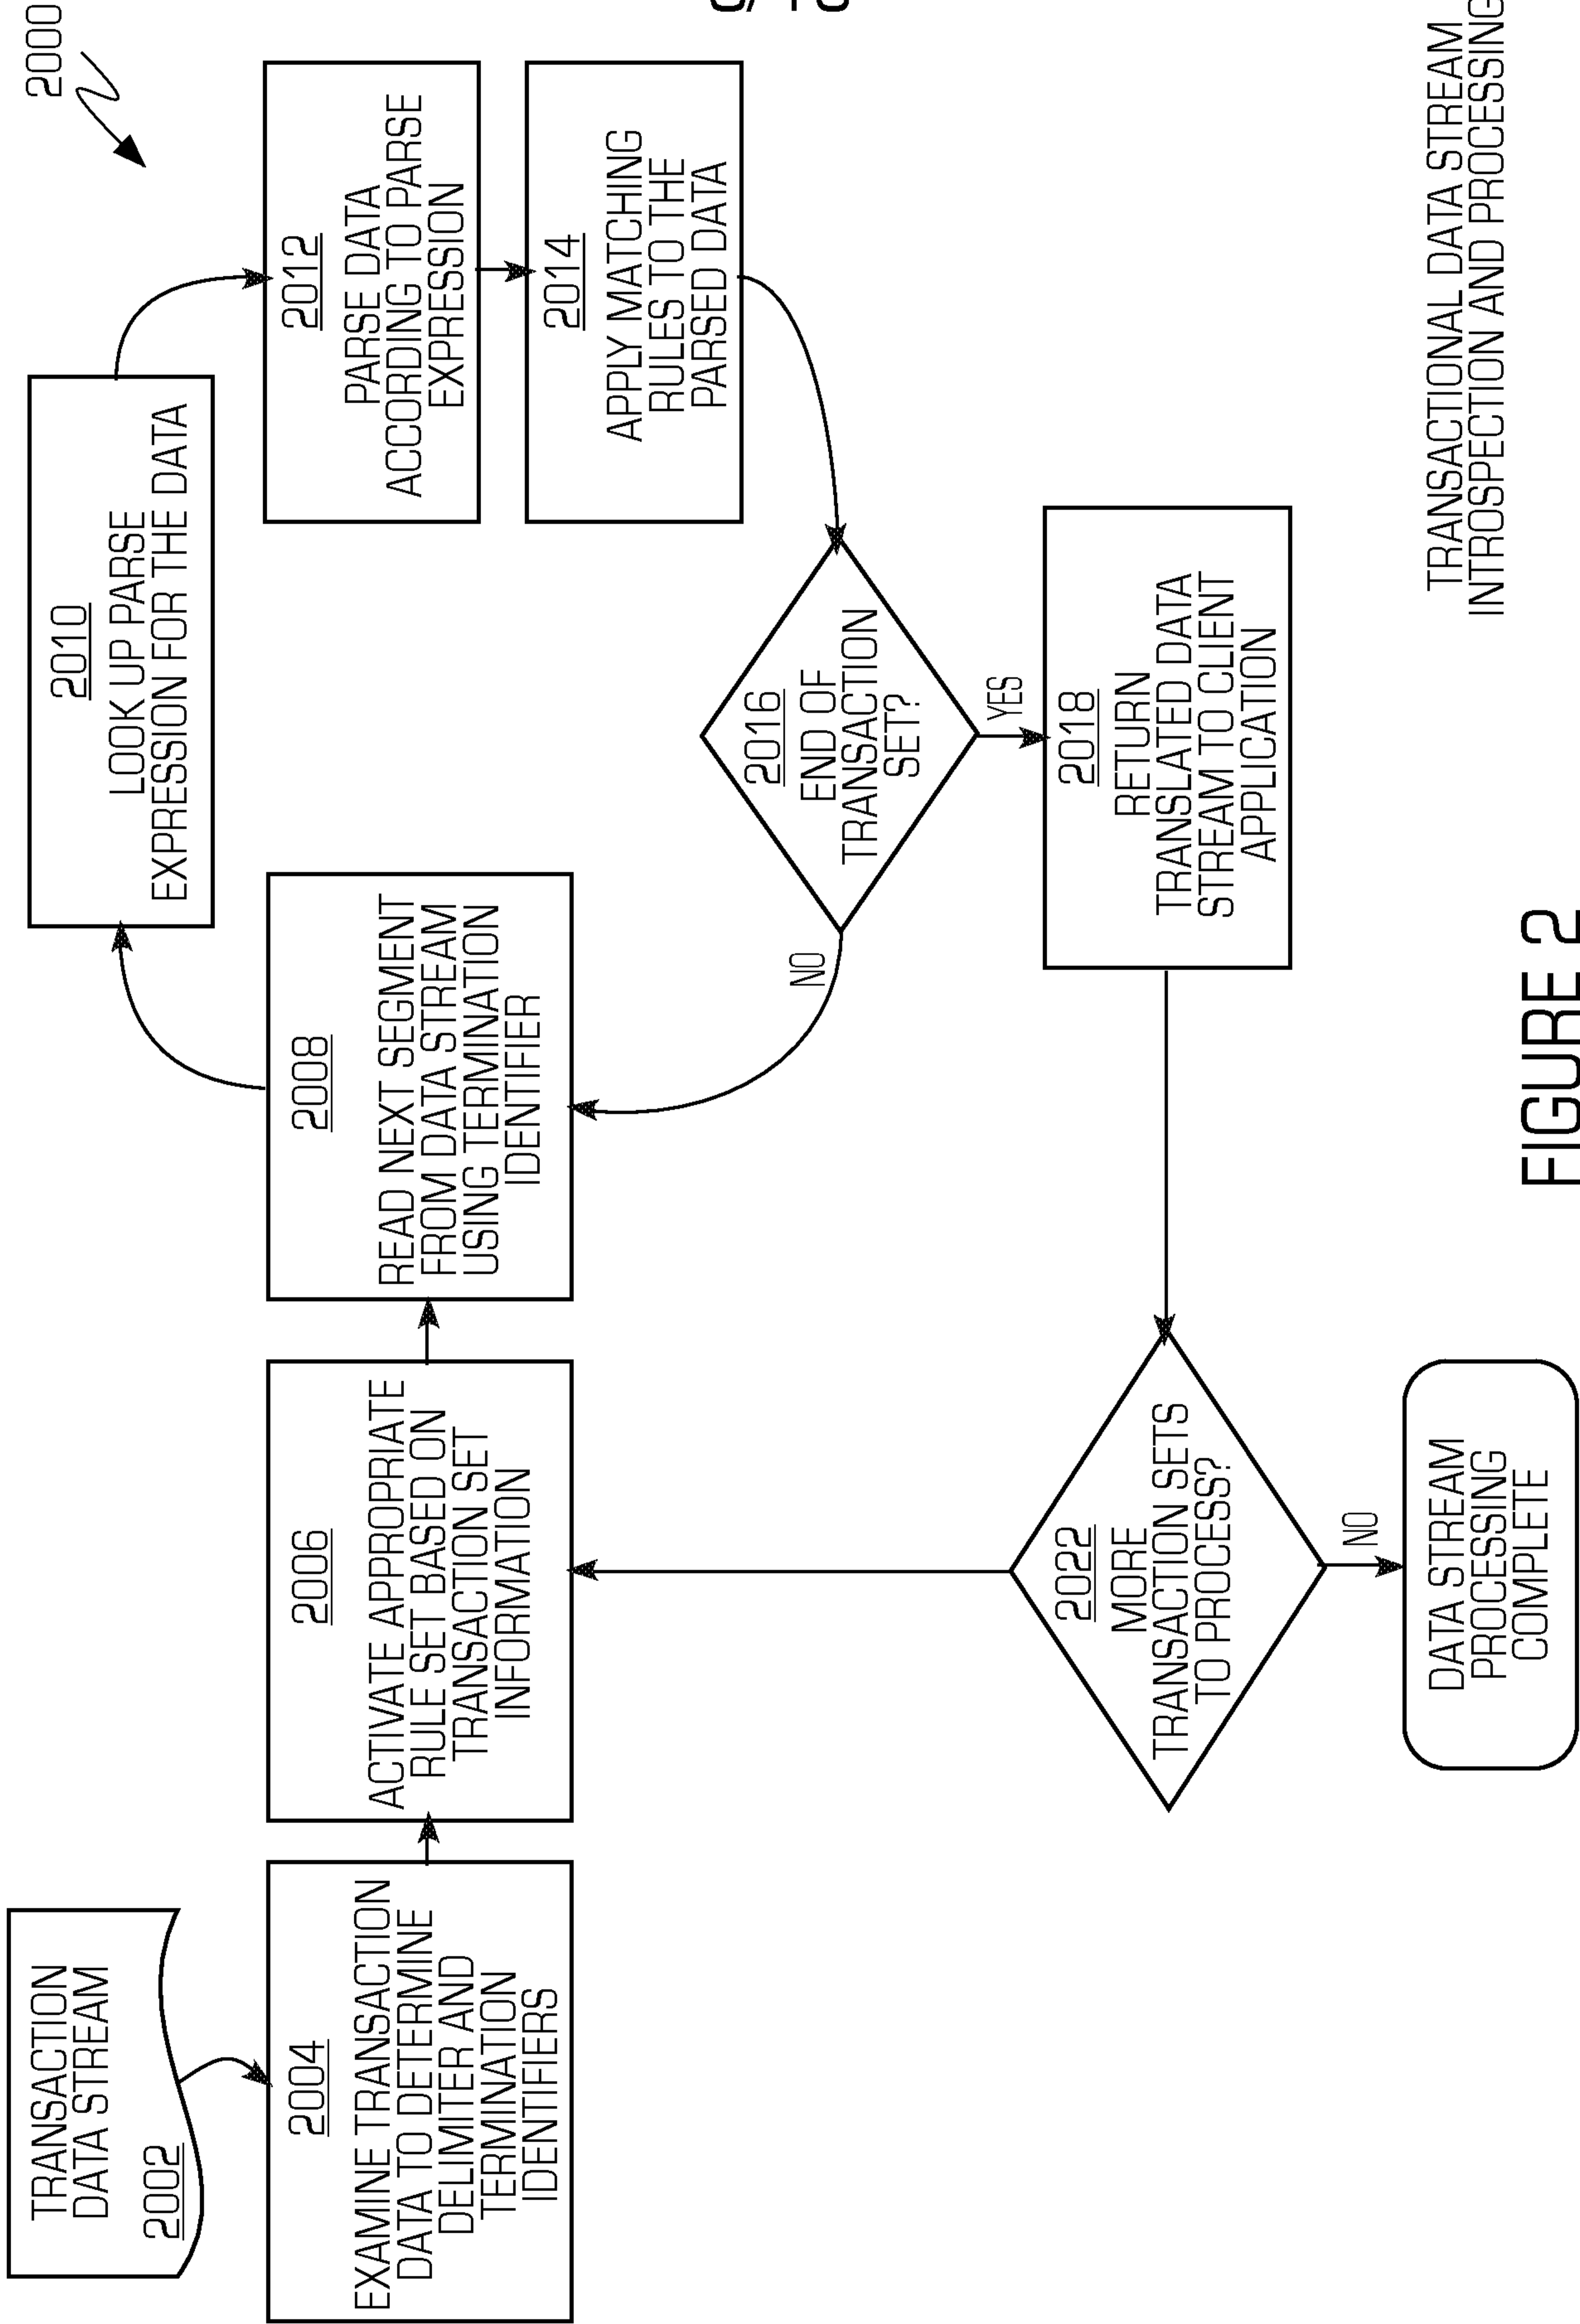 2000
TRANSACTION
DATA STREAM
2002
2004
EXAMINE TRANSACTION
DATA TO DETERMINE
DELIMITER AND
TERMINATION
IDENTIFIERS
2006
ACTIVATE APPROPRIATE
RULE SET BASED ON
TRANSACTION SET
INFORMATION
2008
READ NEXT SEGMENT
FROM DATA STREAM
USING TERMINATION
IDENTIFIER
2010
LOOK UP PARSE
EXPRESSION FOR THE DATA
2012
PARSE DATA
ACCORDING TO PARSE
EXPRESSION
2014
APPLY MATCHING
RULES TO THE
PARSED DATA
2016
END OF
TRANSACTION
SET?
NO
YES
2018
RETURN
TRANSLATED DATA
STREAM TO CLIENT
APPLICATION
2022
MORE
TRANSACTION SETS
TO PROCESS?
NO
DATA STREAM
PROCESSING
COMPLETE
TRANSACTIONAL DATA STREAM
INTROSPECTION AND PROCESSING
FIGURE 2